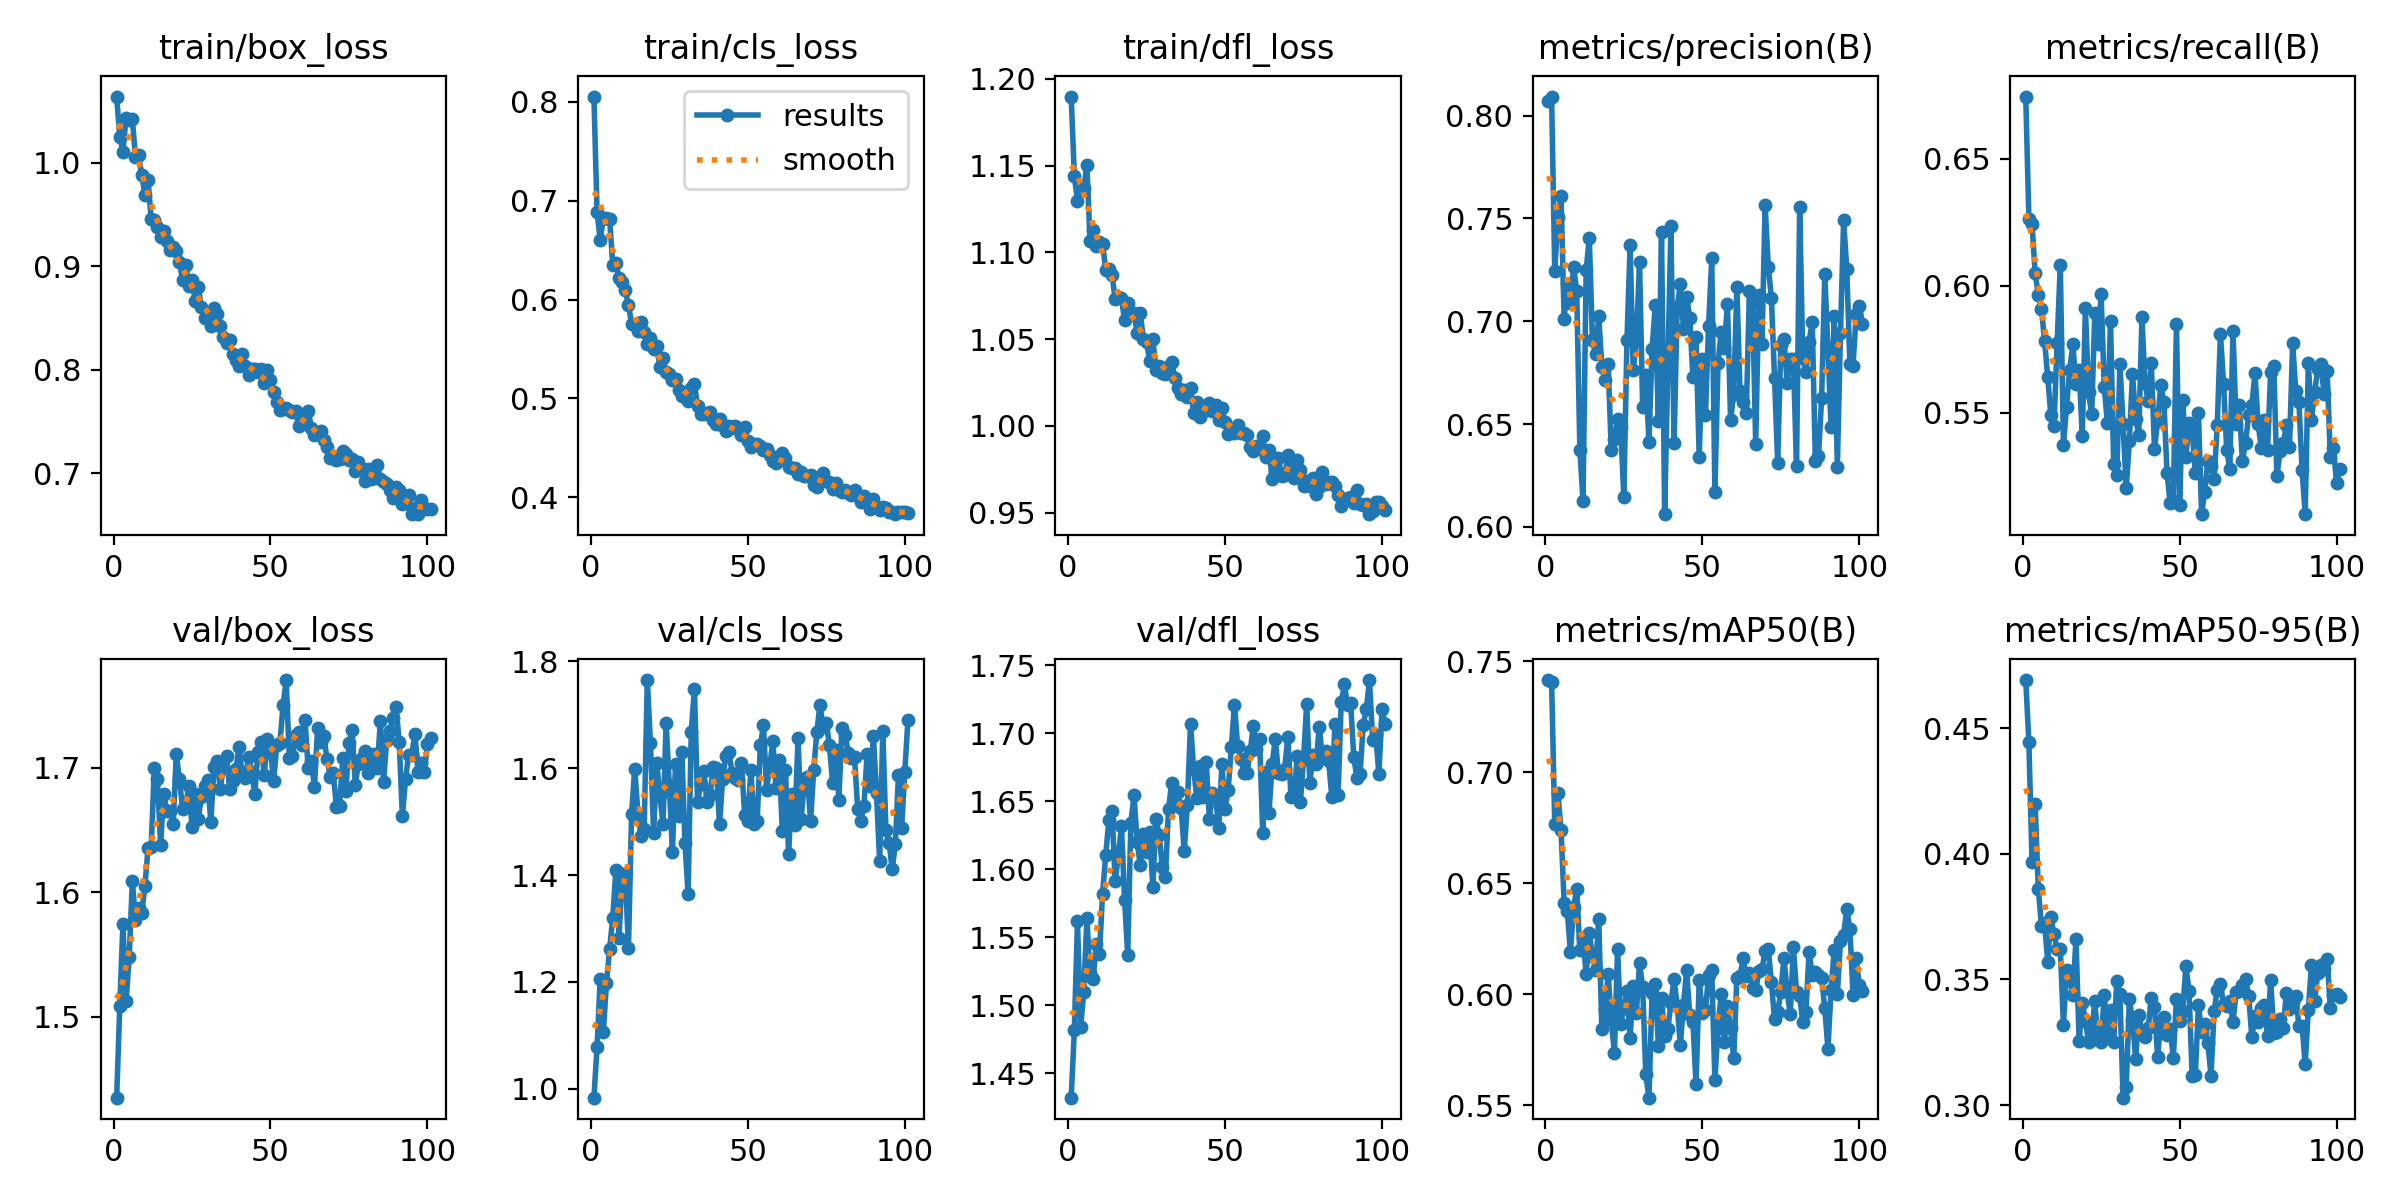 train/box_loss
train/cls_loss
train/dfl_loss
metrics/precision(B)
metrics/recall(B)
1.0
0.9
0.8
0.7
0 50 100
results
smooth
0.8
0.7
0.6
0.5
0.4
0 50 100
1.20
1.15
1.10
1.05
1.00
0.95
0 50 100
0.80
0.75
0.70
0.65
0.60
0 50 100
0.65
0.60
0.55
0 50 100
val/box_loss
val/cls_loss
val/dfl_loss
metrics/mAP50(B)
metrics/mAP50-95(B)
1.7
1.6
1.5
0 50 100
1.8
1.6
1.4
1.2
1.0
0 50 100
1.75
1.70
1.65
1.60
1.55
1.50
1.45
0 50 100
0.75
0.70
0.65
0.60
0.55
0 50 100
0.45
0.40
0.35
0.30
0 50 100